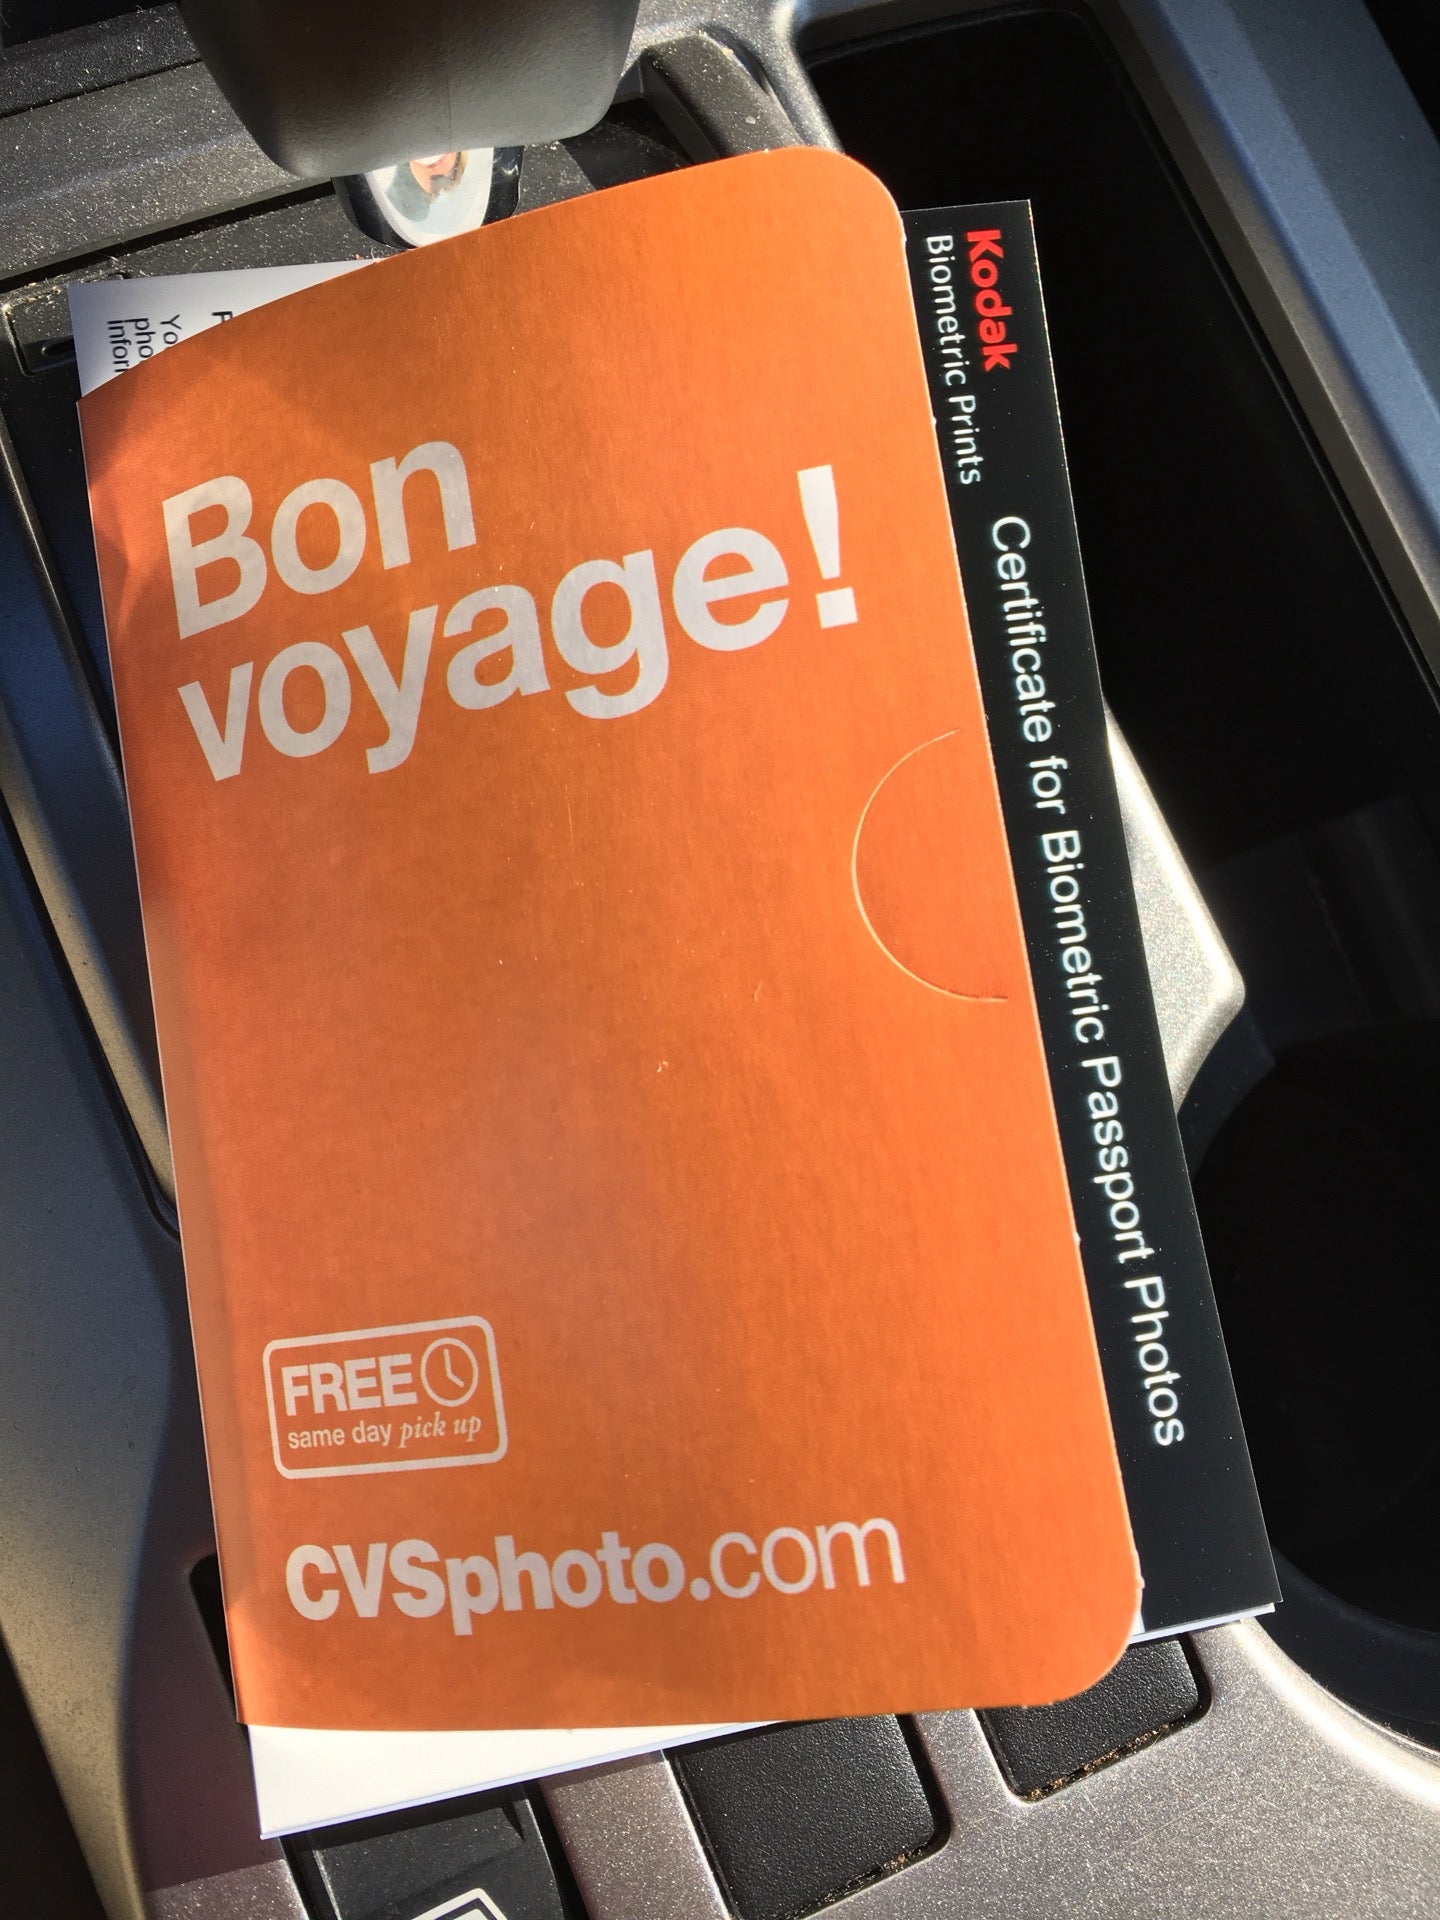 Bon
voyage!
FREE
same day pick up
CVSphoto.com
Kodak
Biometric Prints
Certificate for Biometric Passport Photos